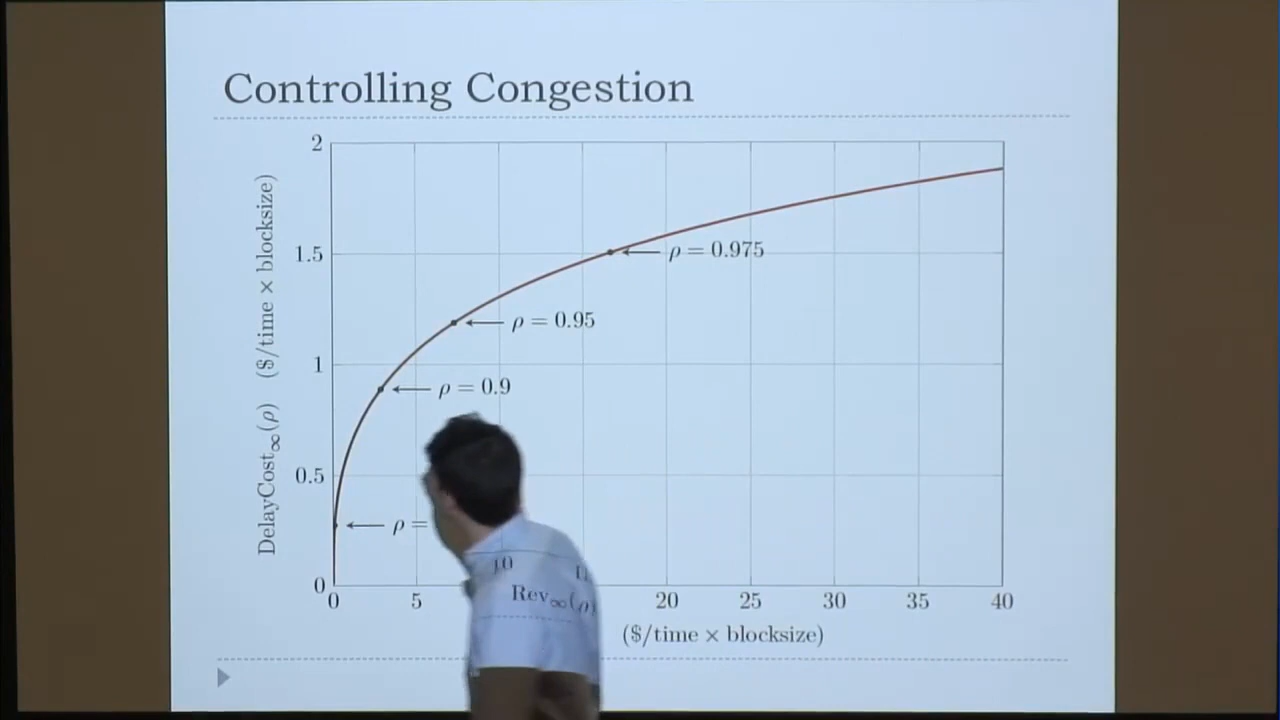 Controlling Congestion
2
1.5
1
0.5
0
DelayCost∞(ρ) ($/time × blocksize)
ρ = 0.975
ρ = 0.95
ρ = 0.9
ρ =
0 5 10 20 25 30 35 40
Rev∞(ρ) ($/time × blocksize)